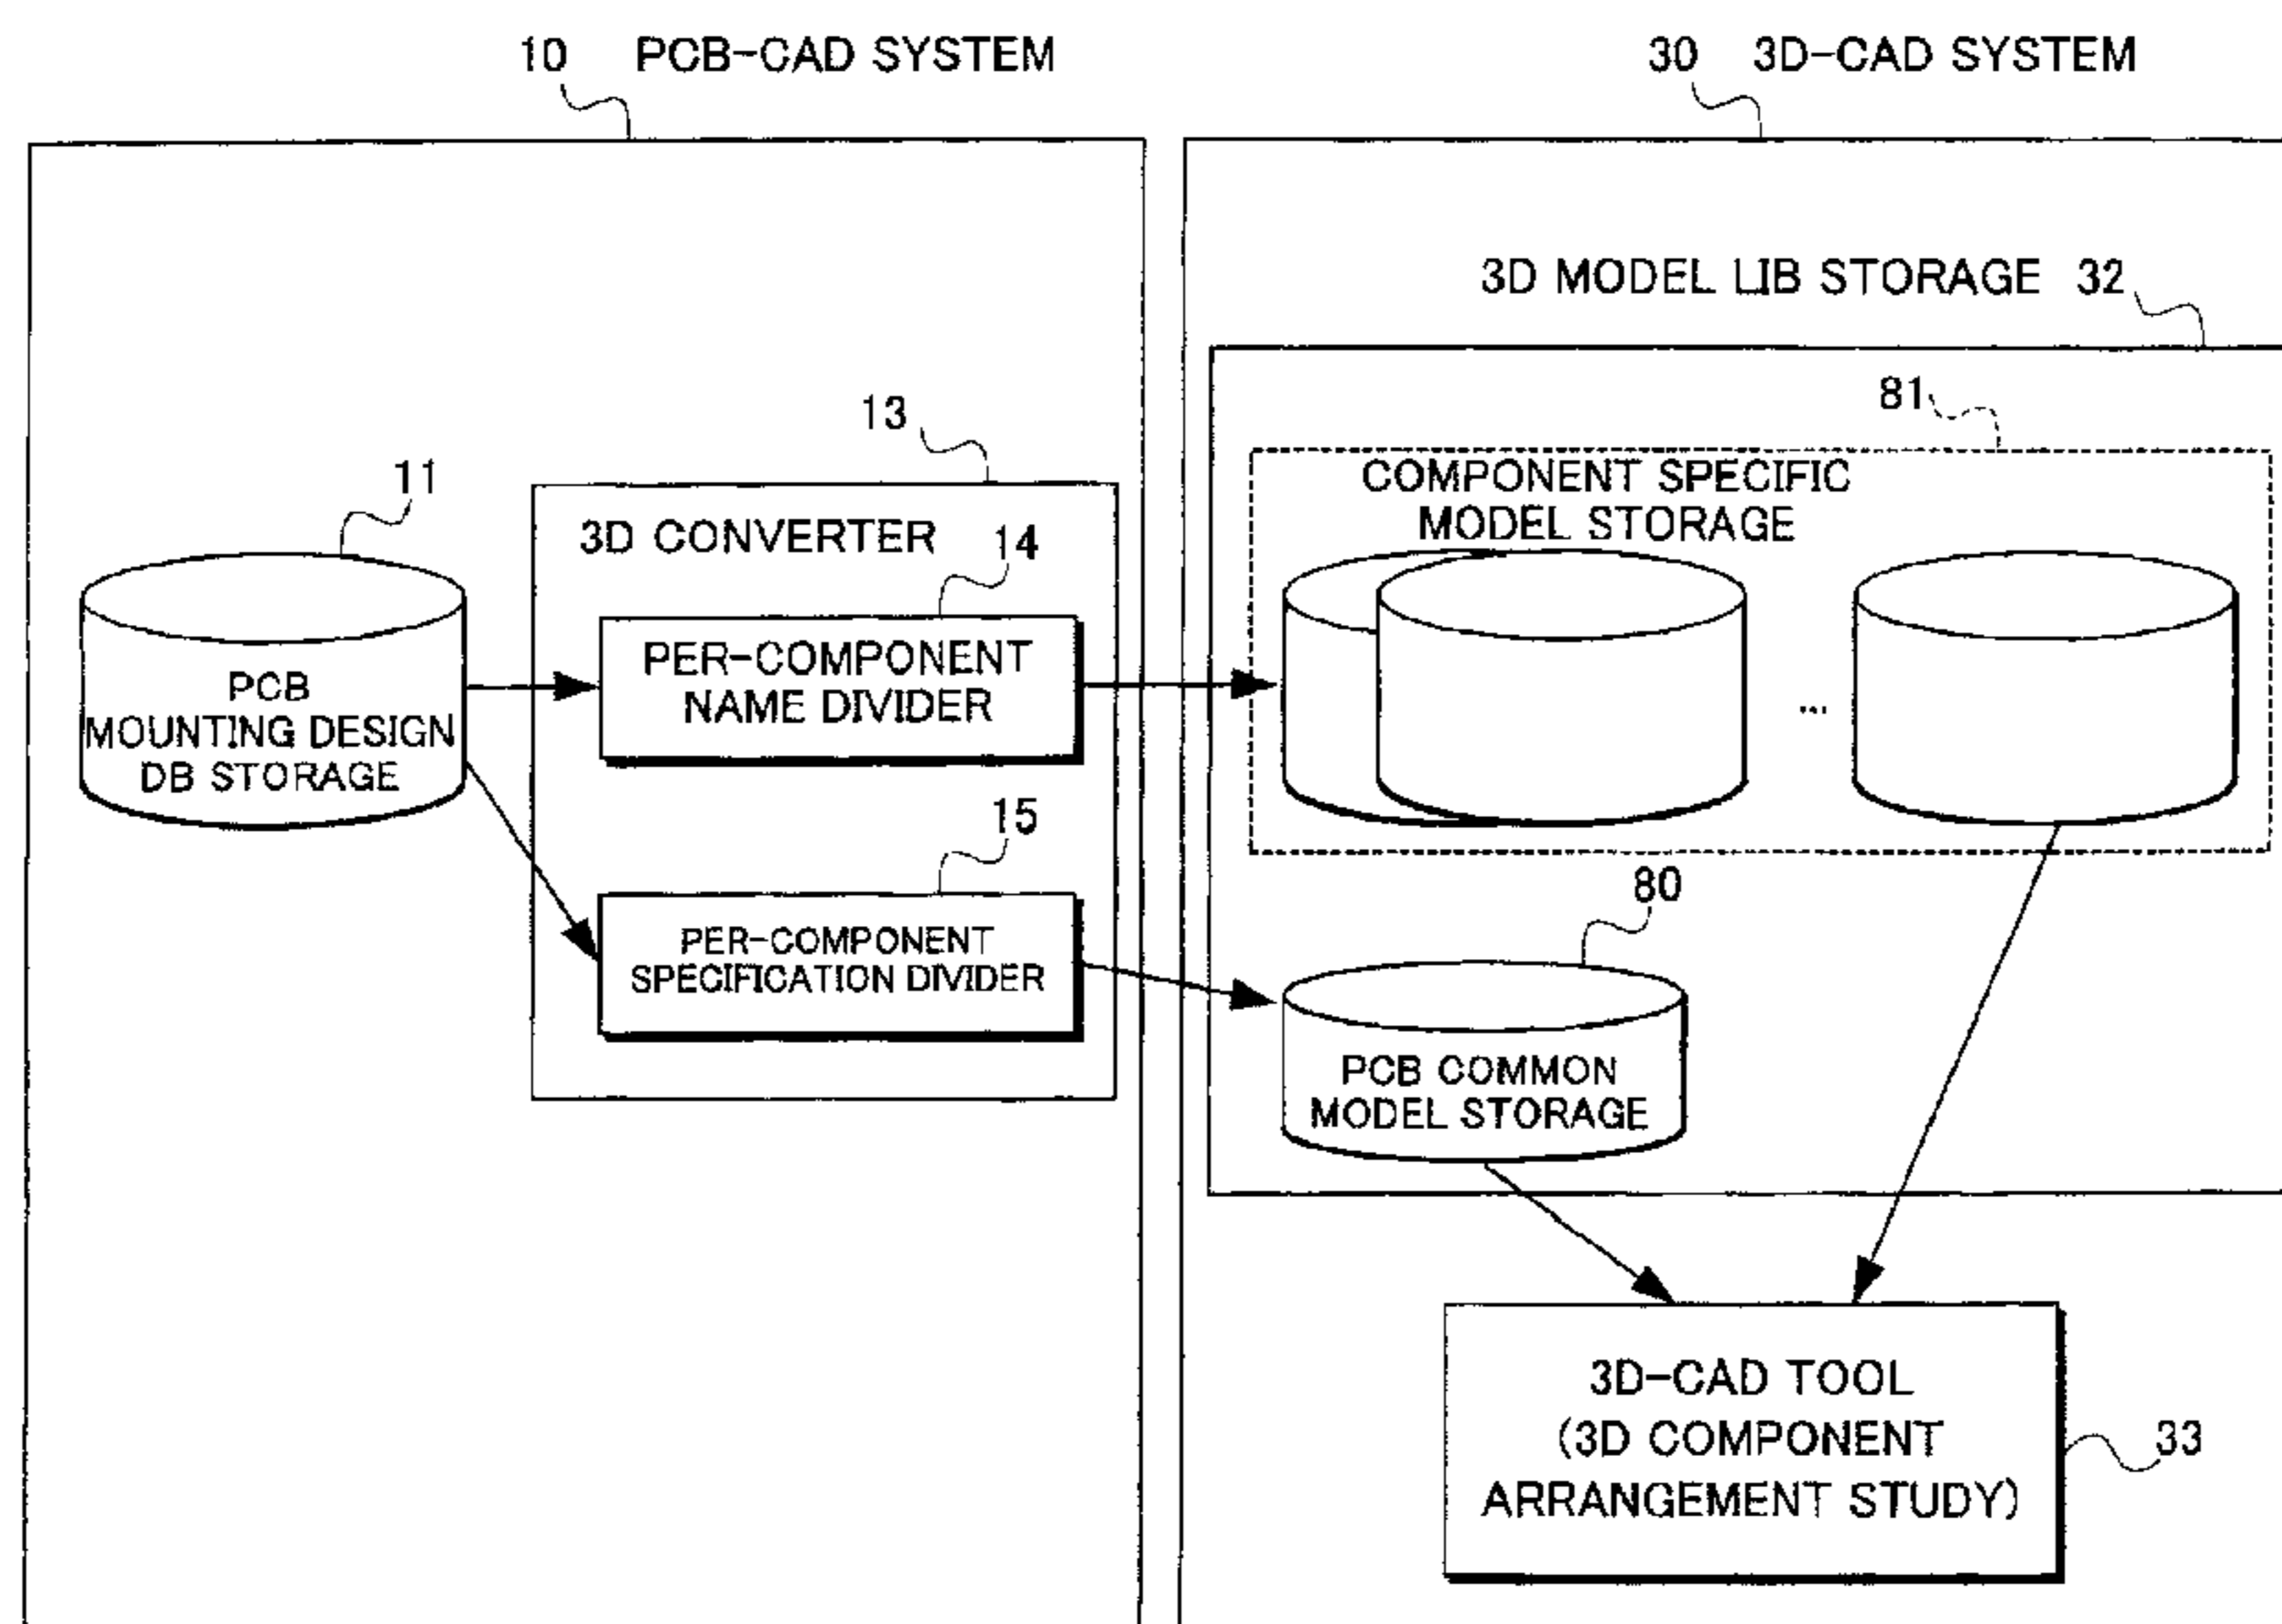 10 PCB-CAD SYSTEM
30 3D-CAD SYSTEM
3D MODEL LIB STORAGE 32
81
13
COMPONENT SPECIFIC
MODEL STORAGE
11
3D CONVERTER
14
PER-COMPONENT
NAME DIVIDER
PCB
MOUNTING DESIGN
DB STORAGE
...
15
80
PER-COMPONENT
SPECIFICATION DIVIDER
PCB COMMON
MODEL STORAGE
3D-CAD TOOL
(3D COMPONENT
ARRANGEMENT STUDY)
33